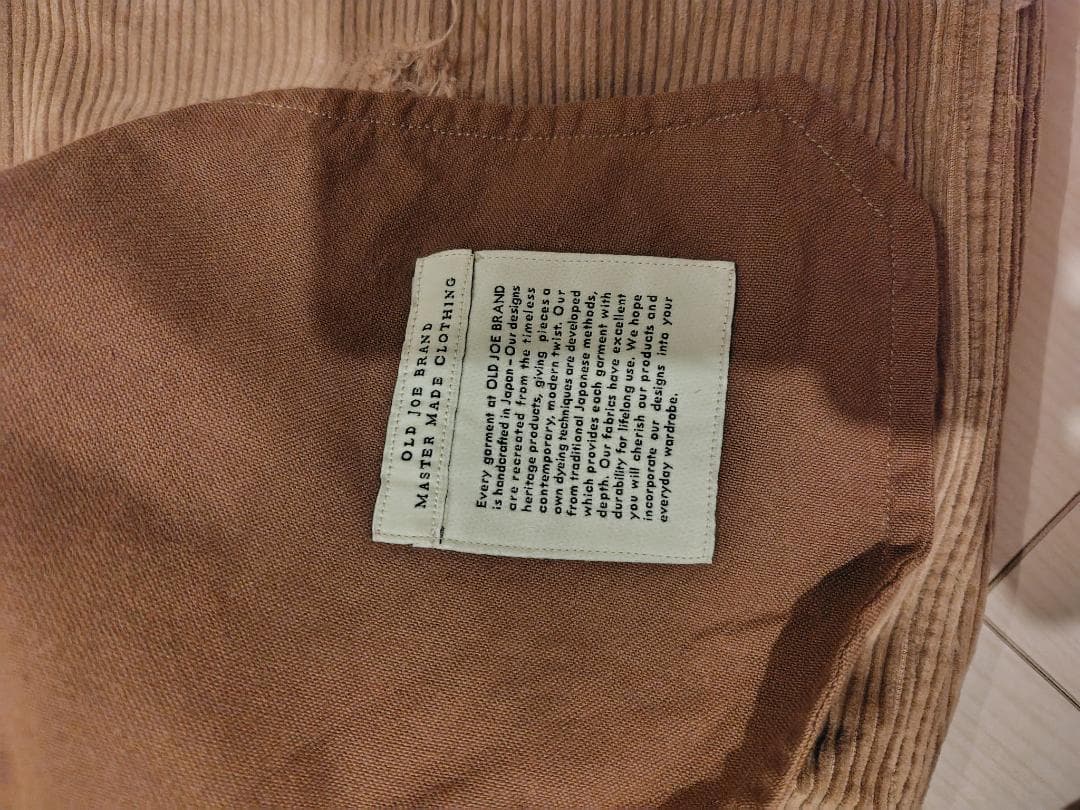 OLD JOE BRAND
MASTER MADE CLOTHING
Every garment at OLD JOE BRAND
is handcrafted in Japan - Our designs
are recreated from the timeless
heritage products, giving pieces a
contemporary, modern twist. Our
own dyeing techniques are developed
from traditional Japanese methods,
which provides each garment with
depth. Our fabrics have excellent
durability for lifelong use. We hope
you will cherish our products and
incorporate our designs into your
everyday wardrobe.